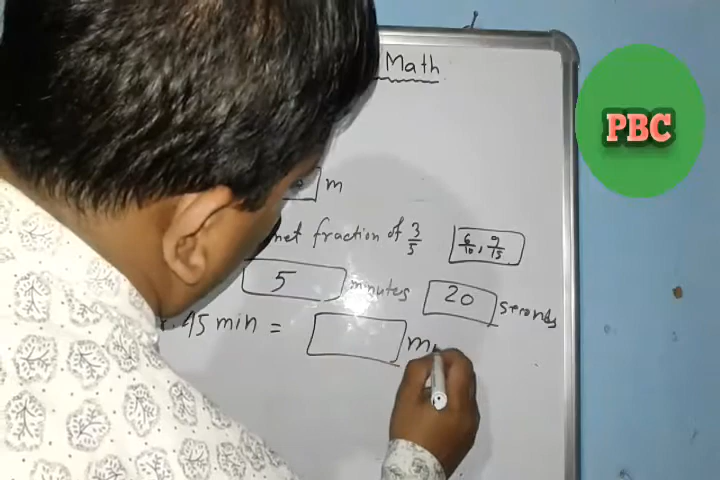 Math
PBC
m
fraction of 3/5 6/10, 9/15
5 minutes 20 seconds
45 min = m